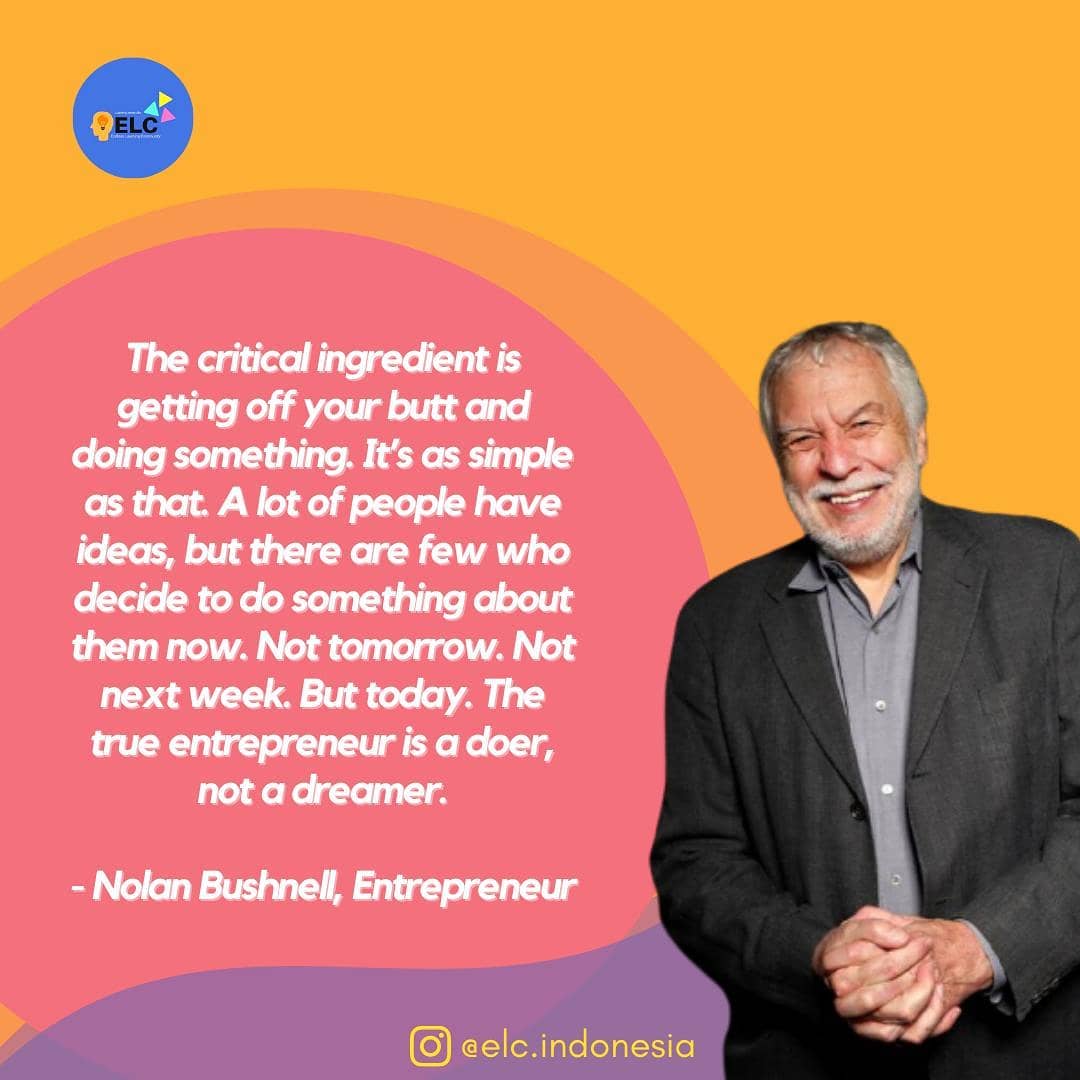 ELC
The critical ingredient is
getting off your butt and
doing something. It's as simple
as that. A lot of people have
ideas, but there are few who
decide to do something about
them now. Not tomorrow. Not
next week. But today. The
true entrepreneur is a doer,
not a dreamer.
- Nolan Bushnell, Entrepreneur
@elc.indonesia